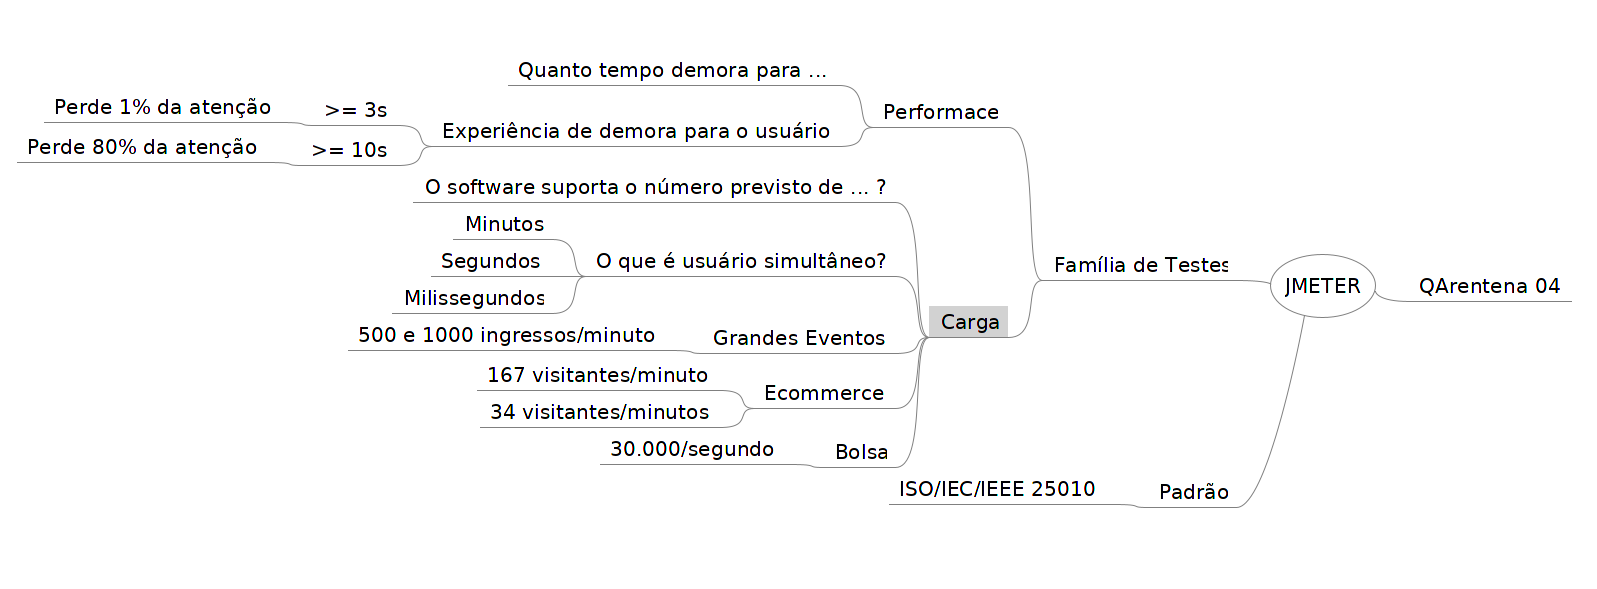 Quanto tempo demora para ...
Perde 1% da atenção
>= 3s
Performace
Experiência de demora para o usuário
Perde 80% da atenção
>= 10s
O software suporta o número previsto de ... ?
Minutos
Segundos
O que é usuário simultâneo?
Família de Testes
JMETER
QArentena 04
Milissegundos
Carga
500 e 1000 ingressos/minuto
Grandes Eventos
167 visitantes/minuto
Ecommerce
34 visitantes/minutos
30.000/segundo
Bolsa
ISO/IEC/IEEE 25010
Padrão